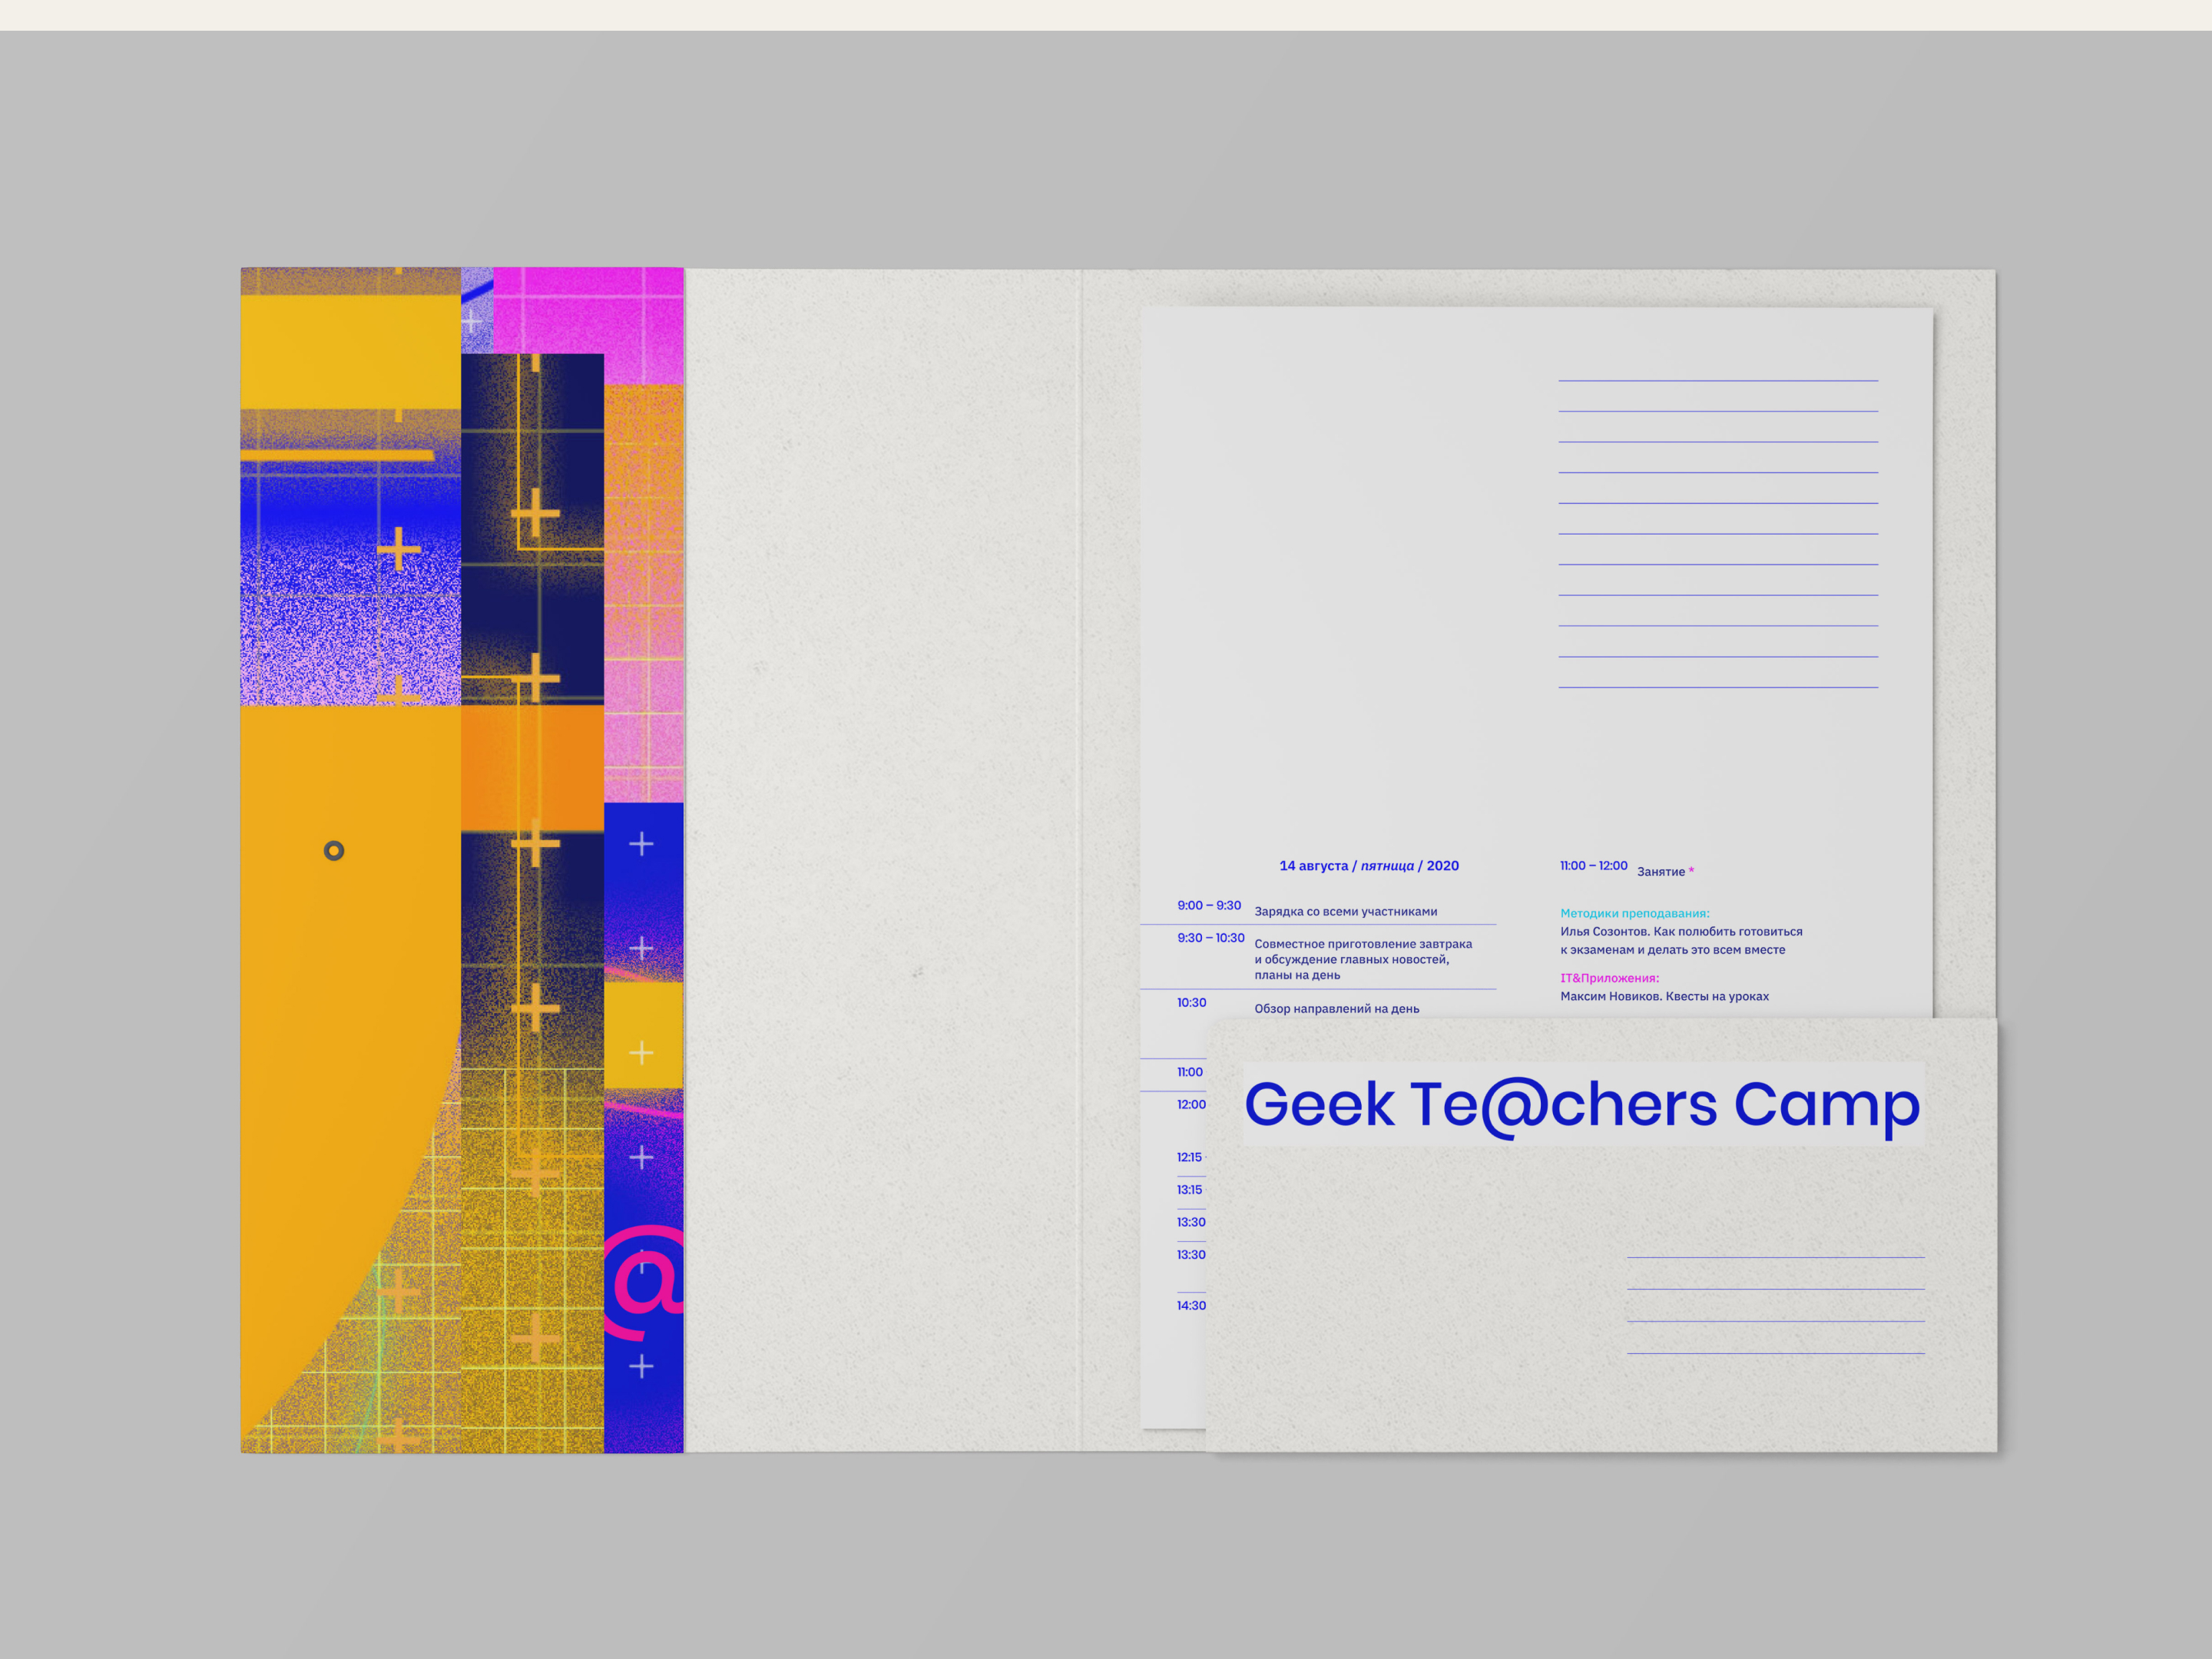 14 августа / пятница / 2020
9:00 – 9:30 Зарядка со всеми участниками
9:30 – 10:30 Совместное приготовление завтрака
и обсуждение главных новостей,
планы на день
10:30 Обзор направлений на день
11:00
12:00
12:15
13:15
13:30
13:30
14:30
11:00 – 12:00 Занятие *
Методики преподавания:
Илья Созонтов. Как полюбить готовиться
к экзаменам и делать это всем вместе
IT&Приложения:
Максим Новиков. Квесты на уроках
Geek Te@chers Camp
@